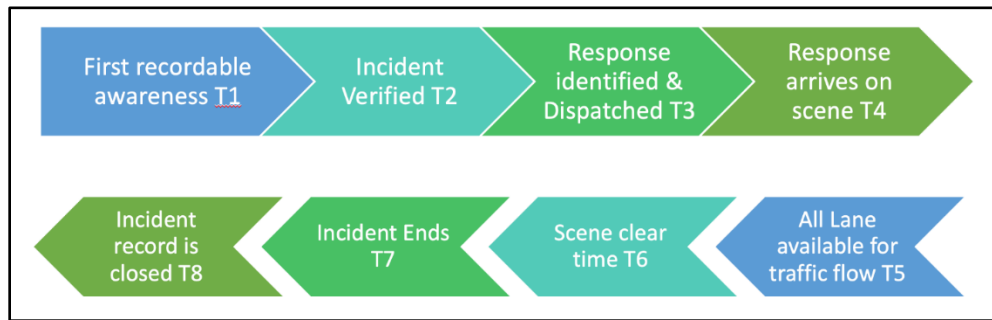 First recordable
awareness T1
Incident
Verified T2
Response
identified &
Dispatched T3
Response
arrives on
scene T4
Incident
record is
closed T8
Incident Ends
T7
Scene clear
time T6
All Lane
available for
traffic flow T5